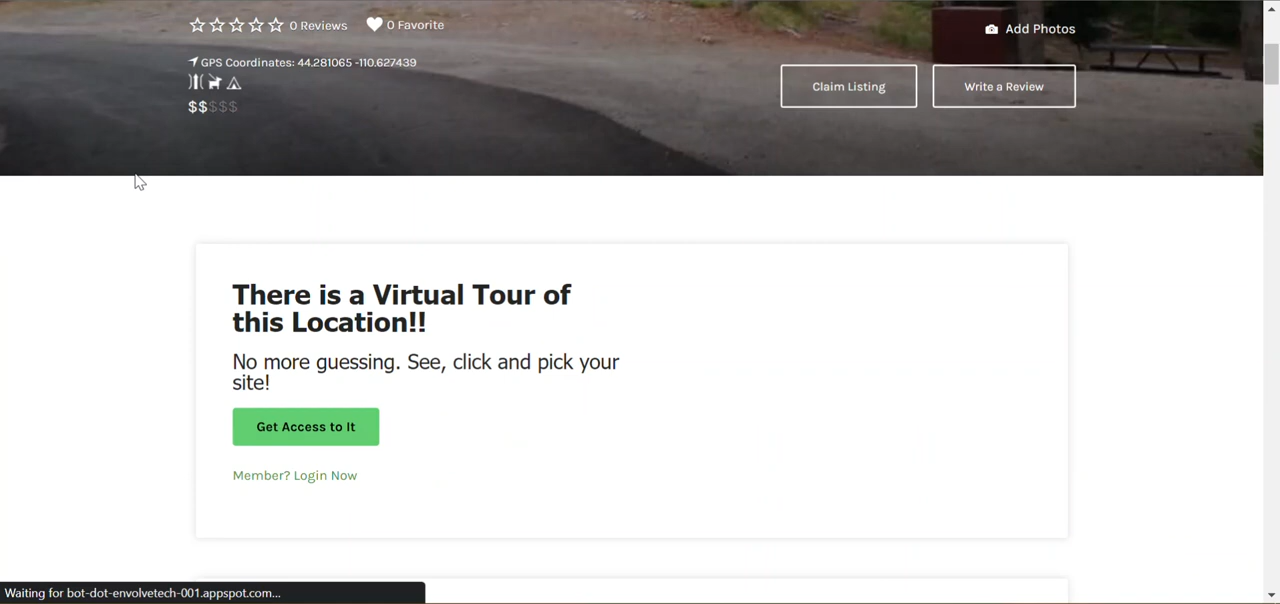 0 Reviews 0 Favorite
Add Photos
GPS Coordinates: 44.281065 -110.627439
$$$$$
Claim Listing
Write a Review
There is a Virtual Tour of
this Location!!
No more guessing. See, click and pick your
site!
Get Access to It
Member? Login Now
Waiting for bot-dot-envolvetech-001.appspot.com...